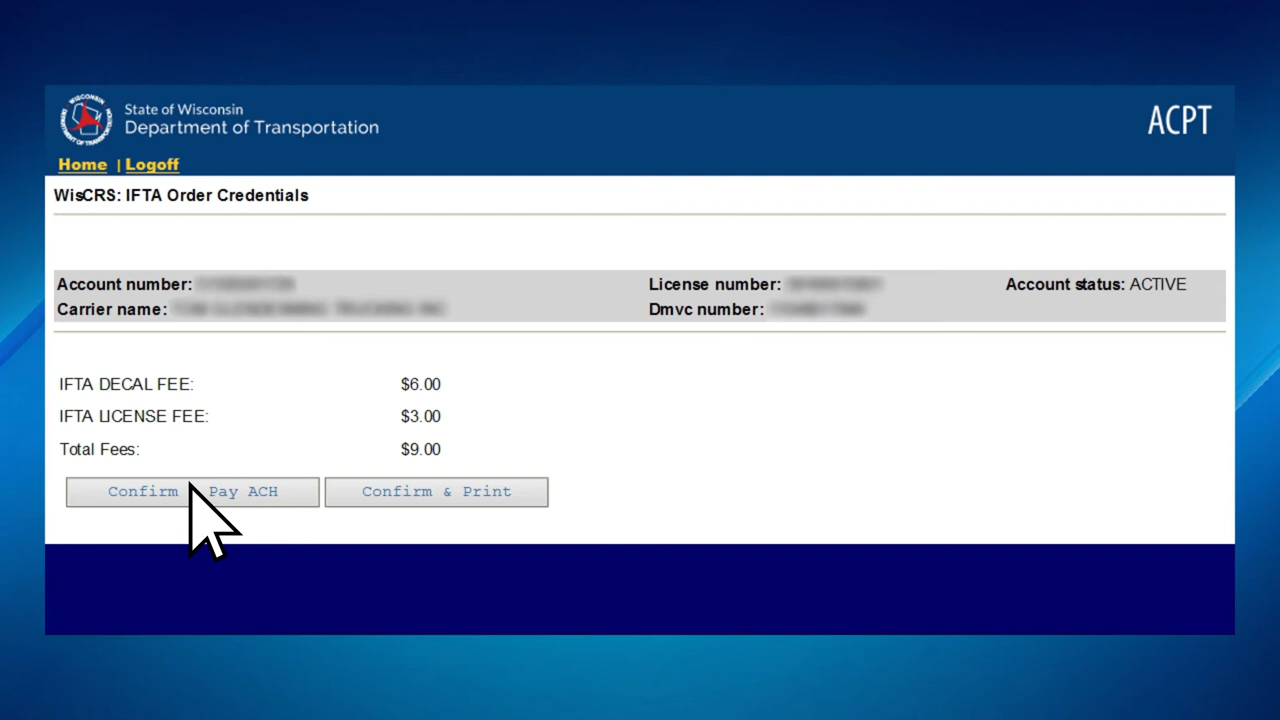 State of Wisconsin
Department of Transportation
ACPT
Home | Logoff
WisCRS: IFTA Order Credentials
Account number: License number: Account status: ACTIVE
Carrier name: Dmvc number:
IFTA DECAL FEE: $6.00
IFTA LICENSE FEE: $3.00
Total Fees: $9.00
Confirm Pay ACH Confirm & Print